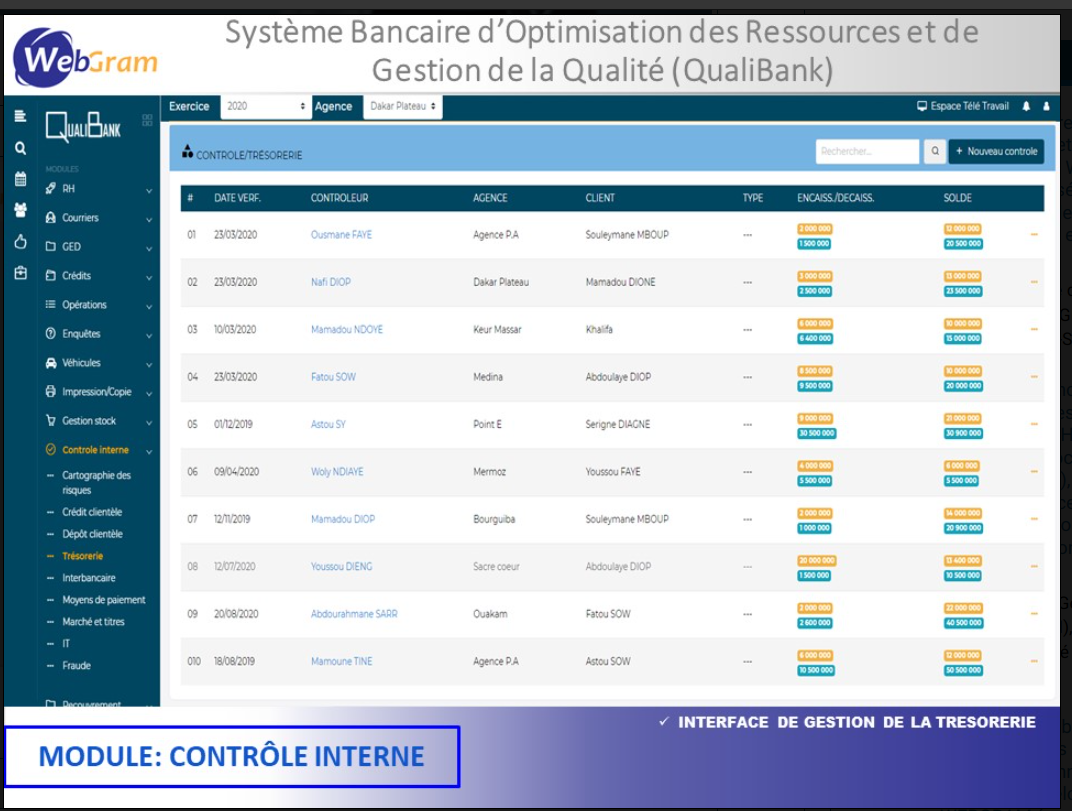 WebGram
Système Bancaire d’Optimisation des Ressources et de
Gestion de la Qualité (QualiBank)
QUALIBANK
Exercice 2020 Agence Dakar Plateau Espace Télé Travail
CONTROLE/TRÉSORERIE Rechercher... + Nouveau controle
MODULES
RH
Courriers
GED
Crédits
Opérations
Enquêtes
Véhicules
Impression/Copie
Gestion stock
Controle interne
Cartographie des
risques
Crédit clientèle
Dépôt clientèle
Trésorerie
Interbancaire
Moyens de paiement
Marché et titres
IT
Fraude
Recouvrement
# DATE VERF. CONTROLEUR AGENCE CLIENT TYPE ENCAISS./DECAISS. SOLDE
01 23/03/2020 Ousmane FAYE Agence P.A Souleymane MBOUP --- 2 000 000 12 000 000
1 500 000 20 500 000
02 23/03/2020 Nafi DIOP Dakar Plateau Mamadou DIONE --- 3 000 000 13 000 000
2 500 000 23 500 000
03 10/03/2020 Mamadou NDOYE Keur Massar Khalifa --- 6 000 000 10 000 000
6 400 000 15 000 000
04 23/03/2020 Fatou SOW Medina Abdoulaye DIOP --- 8 500 000 10 000 000
9 500 000 20 000 000
05 01/12/2019 Astou SY Point E Serigne DIAGNE --- 9 000 000 21 000 000
30 500 000 30 900 000
06 09/04/2020 Woly NDIAYE Mermoz Youssou FAYE --- 4 000 000 6 000 000
5 500 000 5 500 000
07 12/11/2019 Mamadou DIOP Bourguiba Souleymane MBOUP --- 2 000 000 14 000 000
1 000 000 20 900 000
08 12/07/2020 Youssou DIENG Sacre coeur Abdoulaye DIOP --- 20 000 000 13 400 000
1 500 000 10 500 000
09 20/08/2020 Abdourahmane SARR Ouakam Fatou SOW --- 22 000 000
2 600 000 40 500 000
010 18/08/2019 Mamoune TINE Agence P.A Astou SOW --- 6 000 000 12 000 000
10 500 000 50 500 000
✓ INTERFACE DE GESTION DE LA TRESORERIE
MODULE: CONTRÔLE INTERNE